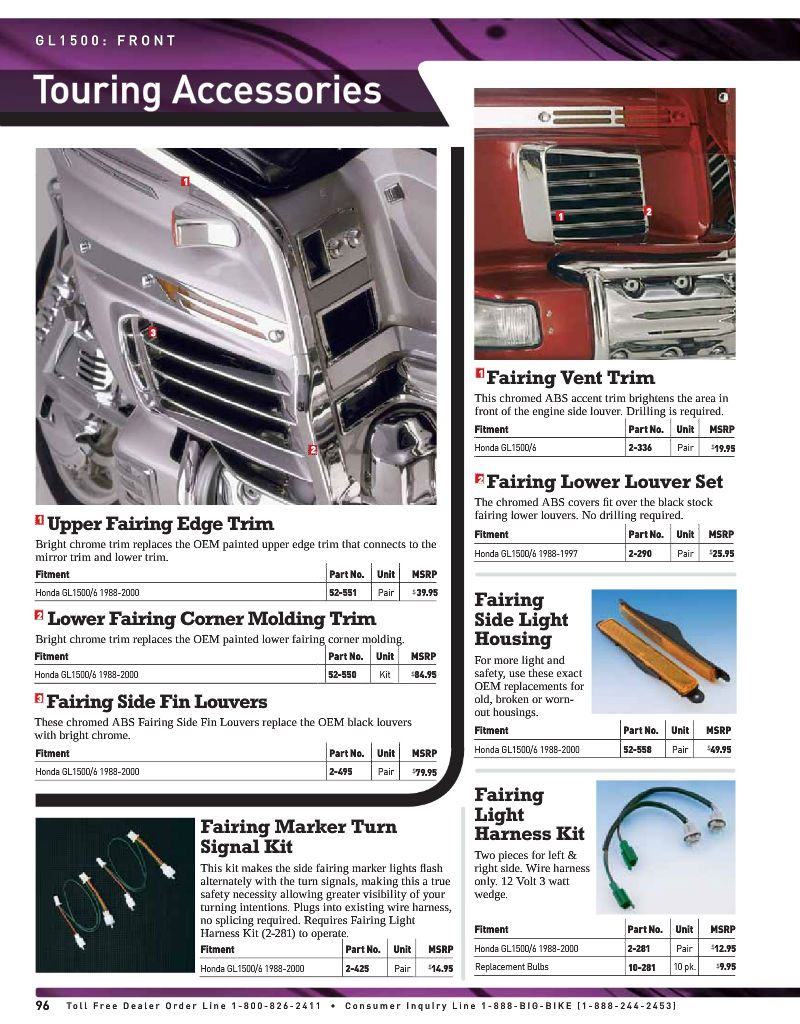 GL1500: FRONT
Touring Accessories
1
3
2
1
2
1 Upper Fairing Edge Trim
Bright chrome trim replaces the OEM painted upper edge trim that connects to the
mirror trim and lower trim.
Fitment Part No. Unit MSRP
Honda GL1500/6 1988-2000 52-551 Pair $39.95
2 Lower Fairing Corner Molding Trim
Bright chrome trim replaces the OEM painted lower fairing corner molding.
Fitment Part No. Unit MSRP
Honda GL1500/6 1988-2000 52-550 Kit $84.95
3 Fairing Side Fin Louvers
These chromed ABS Fairing Side Fin Louvers replace the OEM black louvers
with bright chrome.
Fitment Part No. Unit MSRP
Honda GL1500/6 1988-2000 2-495 Pair $79.95
Fairing Marker Turn
Signal Kit
This kit makes the side fairing marker lights flash
alternately with the turn signals, making this a true
safety necessity allowing greater visibility of your
turning intentions. Plugs into existing wire harness,
no splicing required. Requires Fairing Light
Harness Kit (2-281) to operate.
Fitment Part No. Unit MSRP
Honda GL1500/6 1988-2000 2-425 Pair $14.95
1 Fairing Vent Trim
This chromed ABS accent trim brightens the area in
front of the engine side louver. Drilling is required.
Fitment Part No. Unit MSRP
Honda GL1500/6 2-336 Pair $19.95
2 Fairing Lower Louver Set
The chromed ABS covers fit over the black stock
fairing lower louvers. No drilling required.
Fitment Part No. Unit MSRP
Honda GL1500/6 1988-1997 2-290 Pair $25.95
Fairing
Side Light
Housing
For more light and
safety, use these exact
OEM replacements for
old, broken or worn-
out housings.
Fitment Part No. Unit MSRP
Honda GL1500/6 1988-2000 52-558 Pair $49.95
Fairing
Light
Harness Kit
Two pieces for left &
right side. Wire harness
only. 12 Volt 3 watt
wedge.
Fitment Part No. Unit MSRP
Honda GL1500/6 1988-2000 2-281 Pair $12.95
Replacement Bulbs 10-281 10 pk. $9.95
96 Toll Free Dealer Order Line 1-800-826-2411 • Consumer Inquiry Line 1-888-BIG-BIKE (1-888-244-2453)